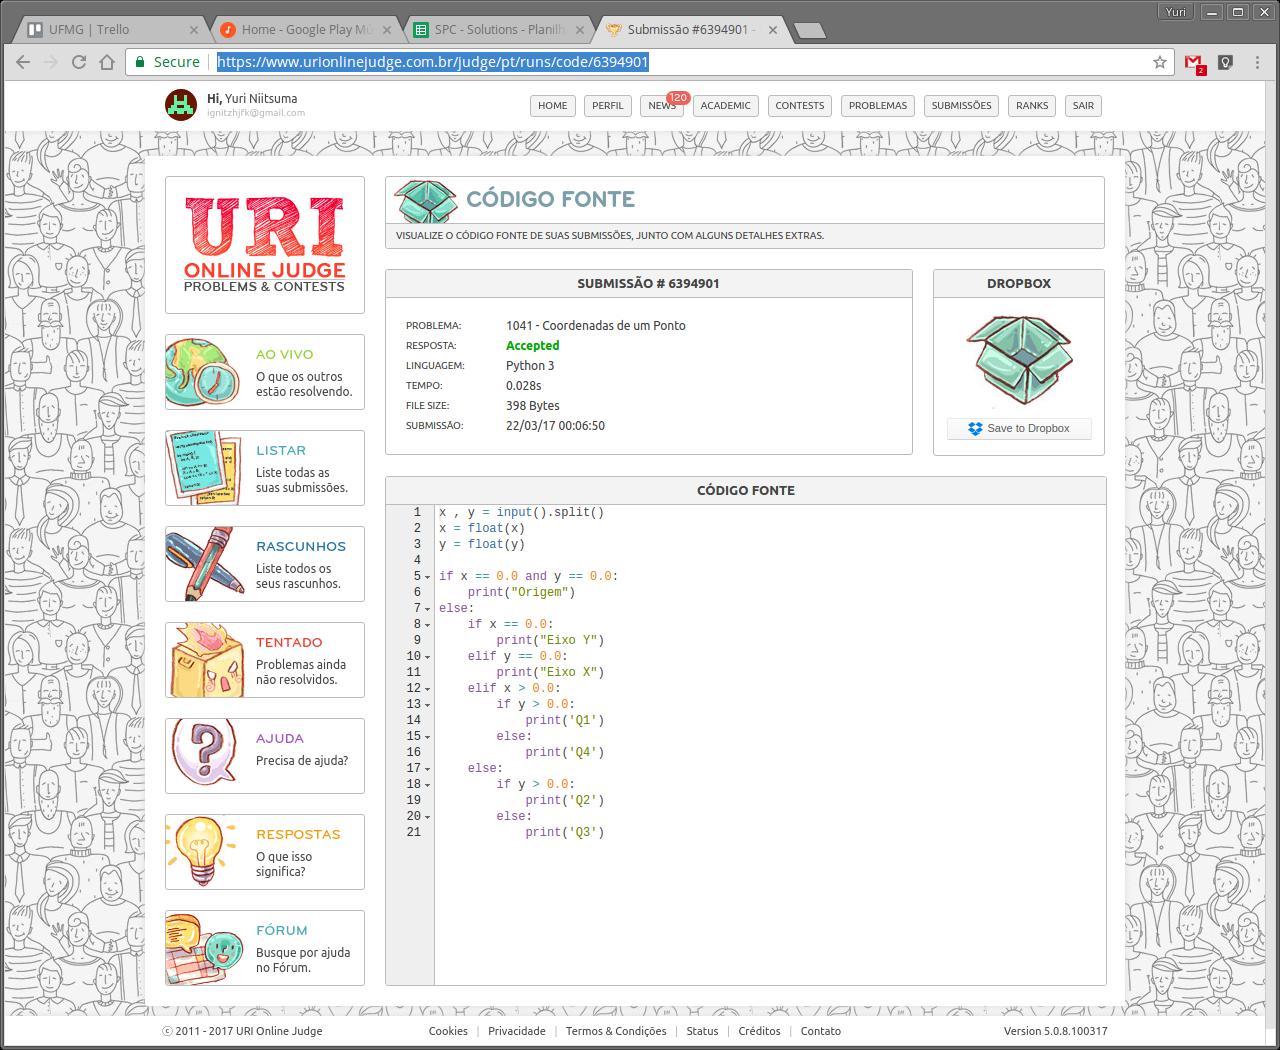 Yuri
UFMG | Trello
Home - Google Play Mú
SPC - Solutions - Planilh
Submissão #6394901 -
Secure
https://www.urionlinejudge.com.br/judge/pt/runs/code/6394901
2
Hi, Yuri Niitsuma
ignitzhjfk@gmail.com
HOME
PERFIL
NEWS
120
ACADEMIC
CONTESTS
PROBLEMAS
SUBMISSÕES
RANKS
SAIR
URI
ONLINE JUDGE
PROBLEMS & CONTESTS
AO VIVO
O que os outros
estão resolvendo.
LISTAR
Liste todas as
suas submissões.
RASCUNHOS
Liste todos os
seus rascunhos.
TENTADO
Problemas ainda
não resolvidos.
AJUDA
Precisa de ajuda?
RESPOSTAS
O que isso
significa?
FÓRUM
Busque por ajuda
no Fórum.
CÓDIGO FONTE
VISUALIZE O CÓDIGO FONTE DE SUAS SUBMISSÕES, JUNTO COM ALGUNS DETALHES EXTRAS.
SUBMISSÃO # 6394901
PROBLEMA: 1041 - Coordenadas de um Ponto
RESPOSTA: Accepted
LINGUAGEM: Python 3
TEMPO: 0.028s
FILE SIZE: 398 Bytes
SUBMISSÃO: 22/03/17 00:06:50
DROPBOX
Save to Dropbox
CÓDIGO FONTE
1 x , y = input().split()
2 x = float(x)
3 y = float(y)
4
5 if x == 0.0 and y == 0.0:
6     print("Origem")
7 else:
8     if x == 0.0:
9         print("Eixo Y")
10     elif y == 0.0:
11         print("Eixo X")
12     elif x > 0.0:
13         if y > 0.0:
14             print('Q1')
15         else:
16             print('Q4')
17     else:
18         if y > 0.0:
19             print('Q2')
20         else:
21             print('Q3')
© 2011 - 2017 URI Online Judge
Cookies | Privacidade | Termos & Condições | Status | Créditos | Contato
Version 5.0.8.100317